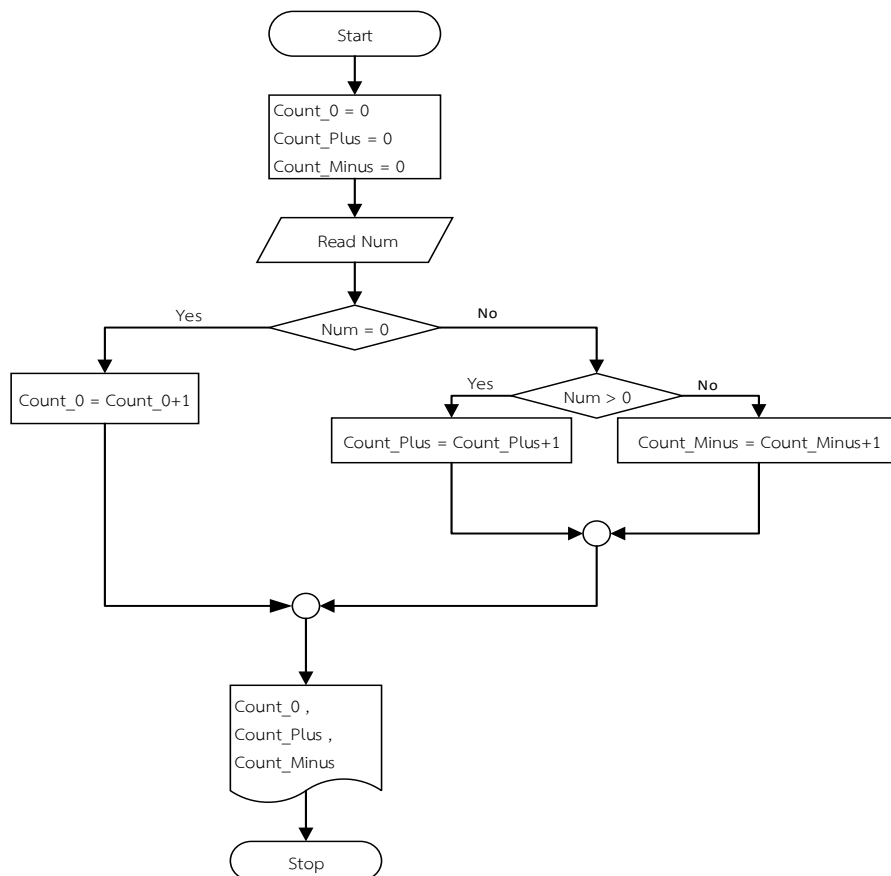 Start
Count_0 = 0
Count_Plus = 0
Count_Minus = 0
Read Num
Yes
Num = 0
No
Count_0 = Count_0+1
Yes
Num > 0
No
Count_Plus = Count_Plus+1
Count_Minus = Count_Minus+1
Count_0 ,
Count_Plus ,
Count_Minus
Stop